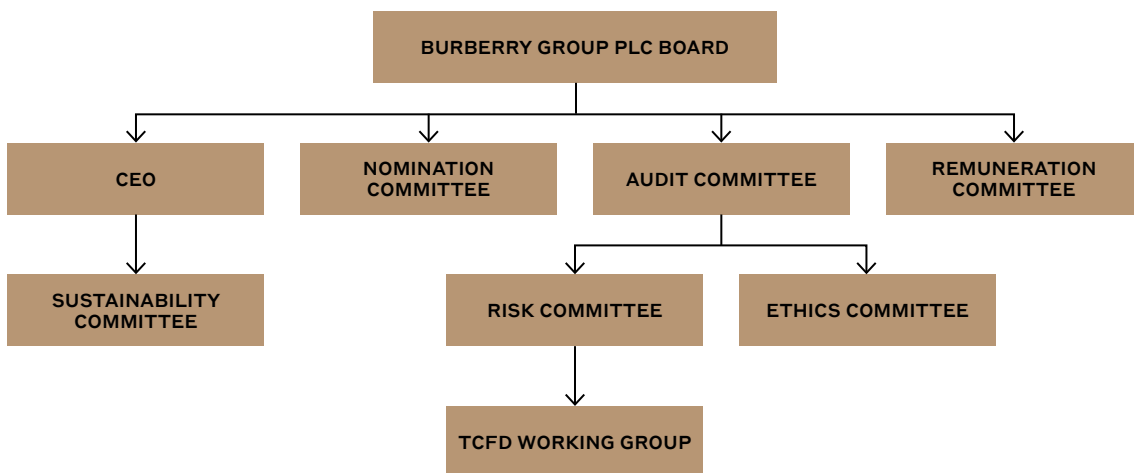 BURBERRY GROUP PLC BOARD
CEO
NOMINATION
COMMITTEE
AUDIT COMMITTEE
REMUNERATION
COMMITTEE
SUSTAINABILITY
COMMITTEE
RISK COMMITTEE
ETHICS COMMITTEE
TCFD WORKING GROUP